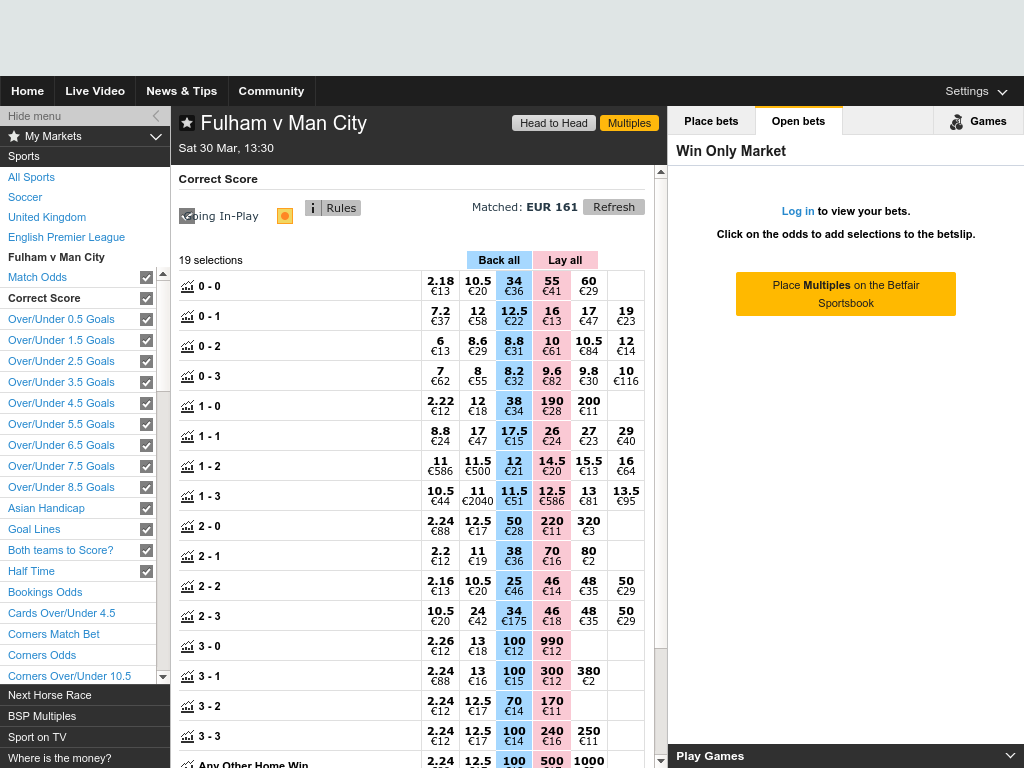 Home
Live Video
News & Tips
Community
Settings
Hide menu
My Markets
Sports
All Sports
Soccer
United Kingdom
English Premier League
Fulham v Man City
Match Odds
Correct Score
Over/Under 0.5 Goals
Over/Under 1.5 Goals
Over/Under 2.5 Goals
Over/Under 3.5 Goals
Over/Under 4.5 Goals
Over/Under 5.5 Goals
Over/Under 6.5 Goals
Over/Under 7.5 Goals
Over/Under 8.5 Goals
Asian Handicap
Goal Lines
Both teams to Score?
Half Time
Bookings Odds
Cards Over/Under 4.5
Corners Match Bet
Corners Odds
Corners Over/Under 10.5
Next Horse Race
BSP Multiples
Sport on TV
Where is the money?
Fulham v Man City
Head to Head
Multiples
Sat 30 Mar, 13:30
Correct Score
Going In-Play
Rules
Matched: EUR 161
Refresh
19 selections
Back all
Lay all
0 - 0
2.18 10.5 34 55 60
€13 €20 €36 €41 €29
0 - 1
7.2 12 12.5 16 17 19
€37 €58 €22 €13 €47 €23
0 - 2
6 8.6 8.8 10 10.5 12
€13 €29 €31 €61 €84 €14
0 - 3
7 8 8.2 9.6 9.8 10
€62 €55 €32 €82 €30 €116
1 - 0
2.22 12 38 190 200
€12 €18 €34 €28 €11
1 - 1
8.8 17 17.5 26 27 29
€24 €47 €15 €24 €23 €40
1 - 2
11 11.5 12 14.5 15.5 16
€586 €500 €21 €20 €13 €64
1 - 3
10.5 11 11.5 12.5 13 13.5
€44 €2040 €51 €586 €81 €95
2 - 0
2.24 12.5 50 220 320
€88 €17 €28 €11 €3
2 - 1
2.2 11 38 70 80
€12 €19 €36 €16 €2
2 - 2
2.16 10.5 25 46 48 50
€13 €20 €46 €14 €35 €29
2 - 3
10.5 24 34 46 48 50
€20 €42 €175 €18 €35 €29
3 - 0
2.26 13 100 990
€12 €18 €12 €12
3 - 1
2.24 13 100 300 380
€88 €16 €15 €12 €2
3 - 2
2.24 12.5 70 170
€12 €17 €14 €11
3 - 3
2.24 12.5 100 240 250
€12 €17 €14 €16 €11
Any Other Home Win
2.24 12.5 100 500 1000
Place bets
Open bets
Games
Win Only Market
Log in to view your bets.
Click on the odds to add selections to the betslip.
Place Multiples on the Betfair
Sportsbook
Play Games